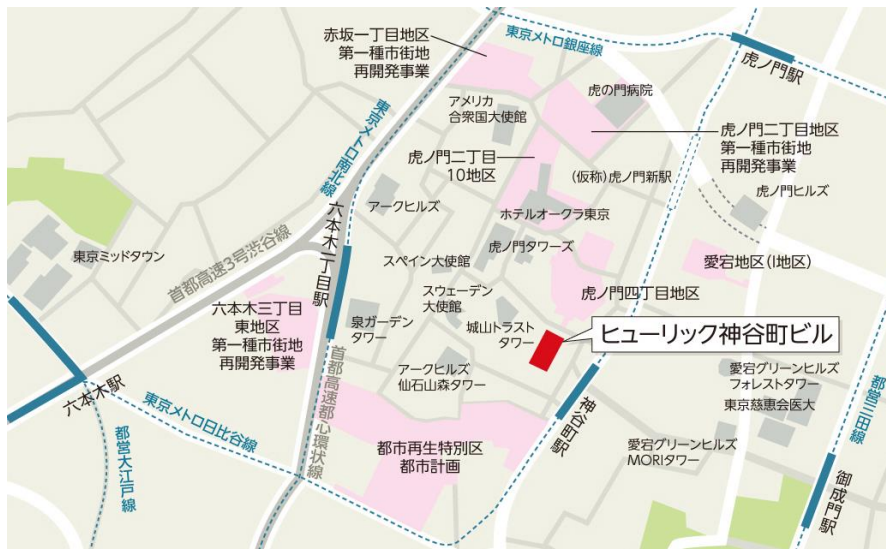 赤坂一丁目地区
第一種市街地
再開発事業
東京メトロ銀座線
虎ノ門駅
東京メトロ南北線
アメリカ
合衆国大使館
虎の門病院
虎ノ門二丁目地区
第一種市街地
再開発事業
虎ノ門二丁目
10地区
(仮称)虎ノ門新駅
虎ノ門ヒルズ
アークヒルズ
ホテルオークラ東京
東京ミッドタウン
首都高速3号渋谷線
六本木一丁目駅
スペイン大使館
虎ノ門タワーズ
愛宕地区(I地区)
スウェーデン
大使館
虎ノ門四丁目地区
六本木三丁目
東地区
第一種市街地
再開発事業
泉ガーデン
タワー
城山トラスト
タワー
ヒューリック神谷町ビル
アークヒルズ
仙石山森タワー
愛宕グリーンヒルズ
フォレストタワー
東京慈恵会医大
都営三田線
六本木駅
東京メトロ日比谷線
首都高速都心環状線
神谷町駅
都営大江戸線
都市再生特別区
都市計画
愛宕グリーンヒルズ
MORIタワー
御成門駅